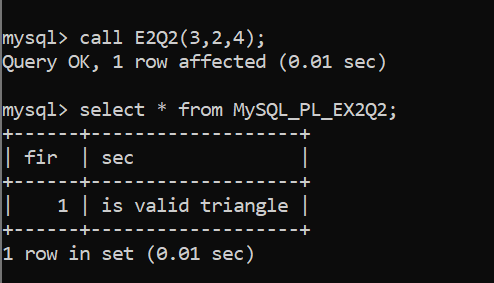 mysql> call E2Q2(3,2,4);
Query OK, 1 row affected (0.01 sec)
mysql> select * from MySQL_PL_EX2Q2;
+------+-------------------+
| fir  | sec               |
+------+-------------------+
|    1 | is valid triangle |
+------+-------------------+
1 row in set (0.01 sec)